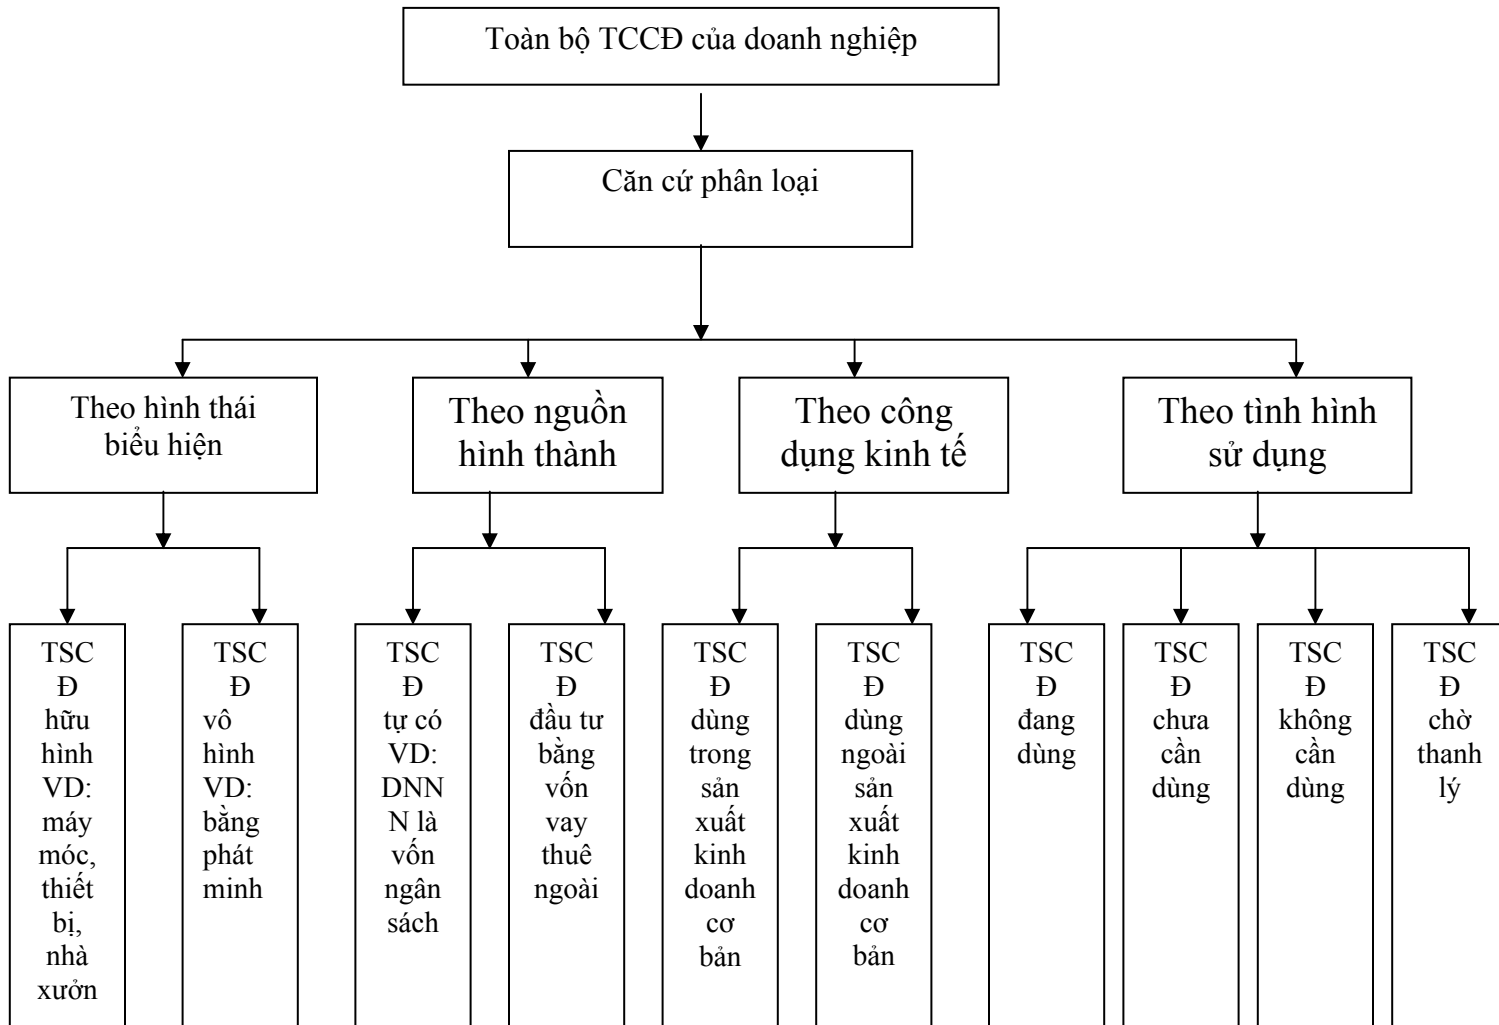 Toàn bộ TCCĐ của doanh nghiệp
Căn cứ phân loại
Theo hình thái
biểu hiện
Theo nguồn
hình thành
Theo công
dụng kinh tế
Theo tình hình
sử dụng
TSC
Đ
hữu
hình
VD:
máy
móc,
thiết
bị,
nhà
xưởn
TSC
Đ
vô
hình
VD:
bằng
phát
minh
TSC
Đ
tự có
VD:
DNN
N là
vốn
ngân
sách
TSC
Đ
đầu tư
bằng
vốn
vay
thuê
ngoài
TSC
Đ
dùng
trong
sản
xuất
kinh
doanh
cơ
bản
TSC
Đ
dùng
ngoài
sản
xuất
kinh
doanh
cơ
bản
TSC
Đ
đang
dùng
TSC
Đ
chưa
cần
dùng
TSC
Đ
không
cần
dùng
TSC
Đ
chờ
thanh
lý